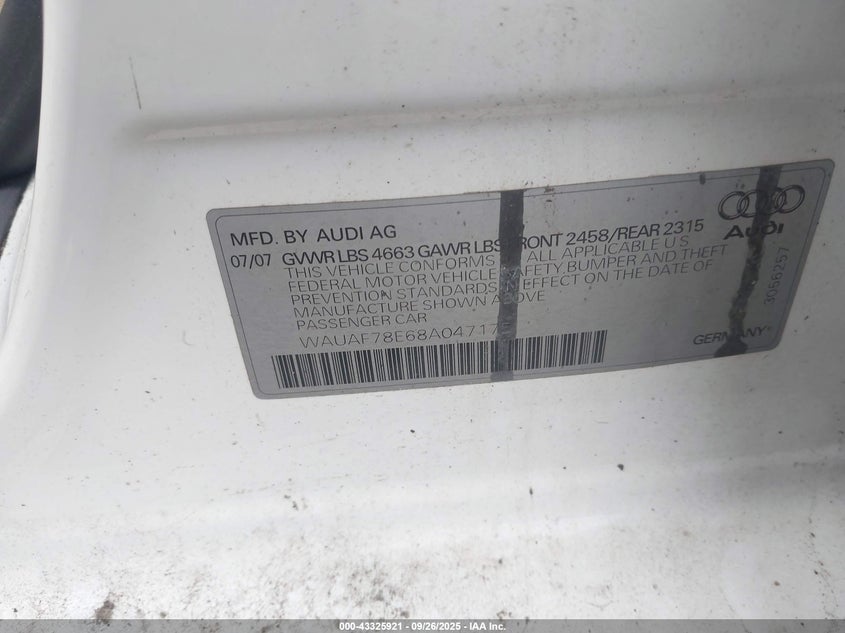 MFD. BY AUDI AG
07/07 GVWR LBS 4663 GAWR LBS FRONT 2458/REAR 2315
THIS VEHICLE CONFORMS TO ALL APPLICABLE U.S
FEDERAL MOTOR VEHICLE SAFETY, BUMPER AND THEFT
PREVENTION STANDARDS IN EFFECT ON THE DATE OF
MANUFACTURE SHOWN ABOVE
PASSENGER CAR
Audi
3056257
GERMANY
000-43325921 | 09/26/2025 | IAA Inc.